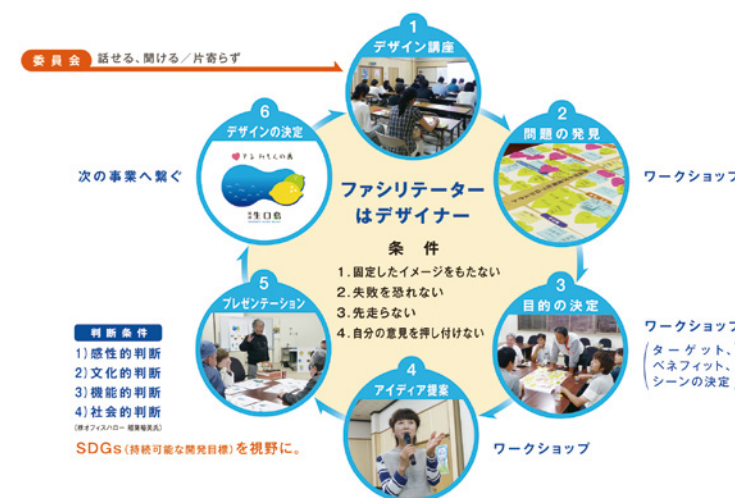 委員会
話せる、聞ける／片寄らず
1
デザイン講座
2
問題の発見
ワークショップ
3
目的の決定
ワークショップ
ターゲット、
ベネフィット、
シーンの決定
4
アイディア提案
ワークショップ
5
プレゼンテーション
6
デザインの決定
次の事業へ繋ぐ
生口島
ファシリテーター
はデザイナー
条件
1.固定したイメージをもたない
2.失敗を恐れない
3.先走らない
4.自分の意見を押し付けない
判断条件
1)感性的判断
2)文化的判断
3)機能的判断
4)社会的判断
SDGs(持続可能な開発目標)を視野に。